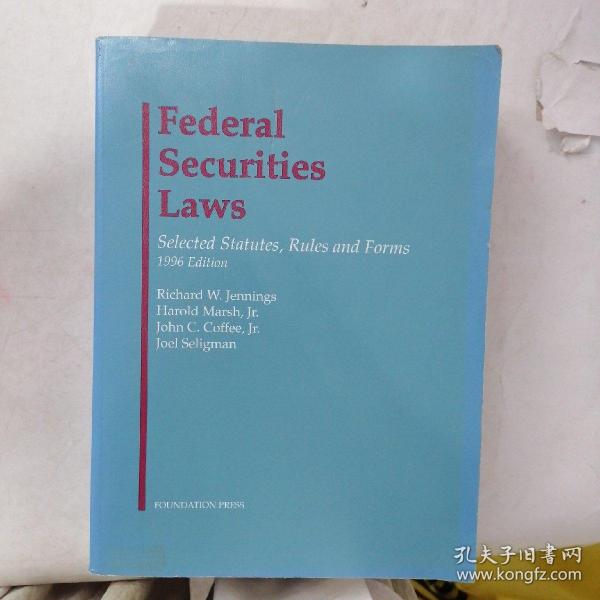 Federal
Securities
Laws
Selected Statutes, Rules and Forms
1996 Edition
Richard W. Jennings
Harold Marsh, Jr.
John C. Coffee, Jr.
Joel Seligman
FOUNDATION PRESS
孔夫子旧书网
www.kongfz.com